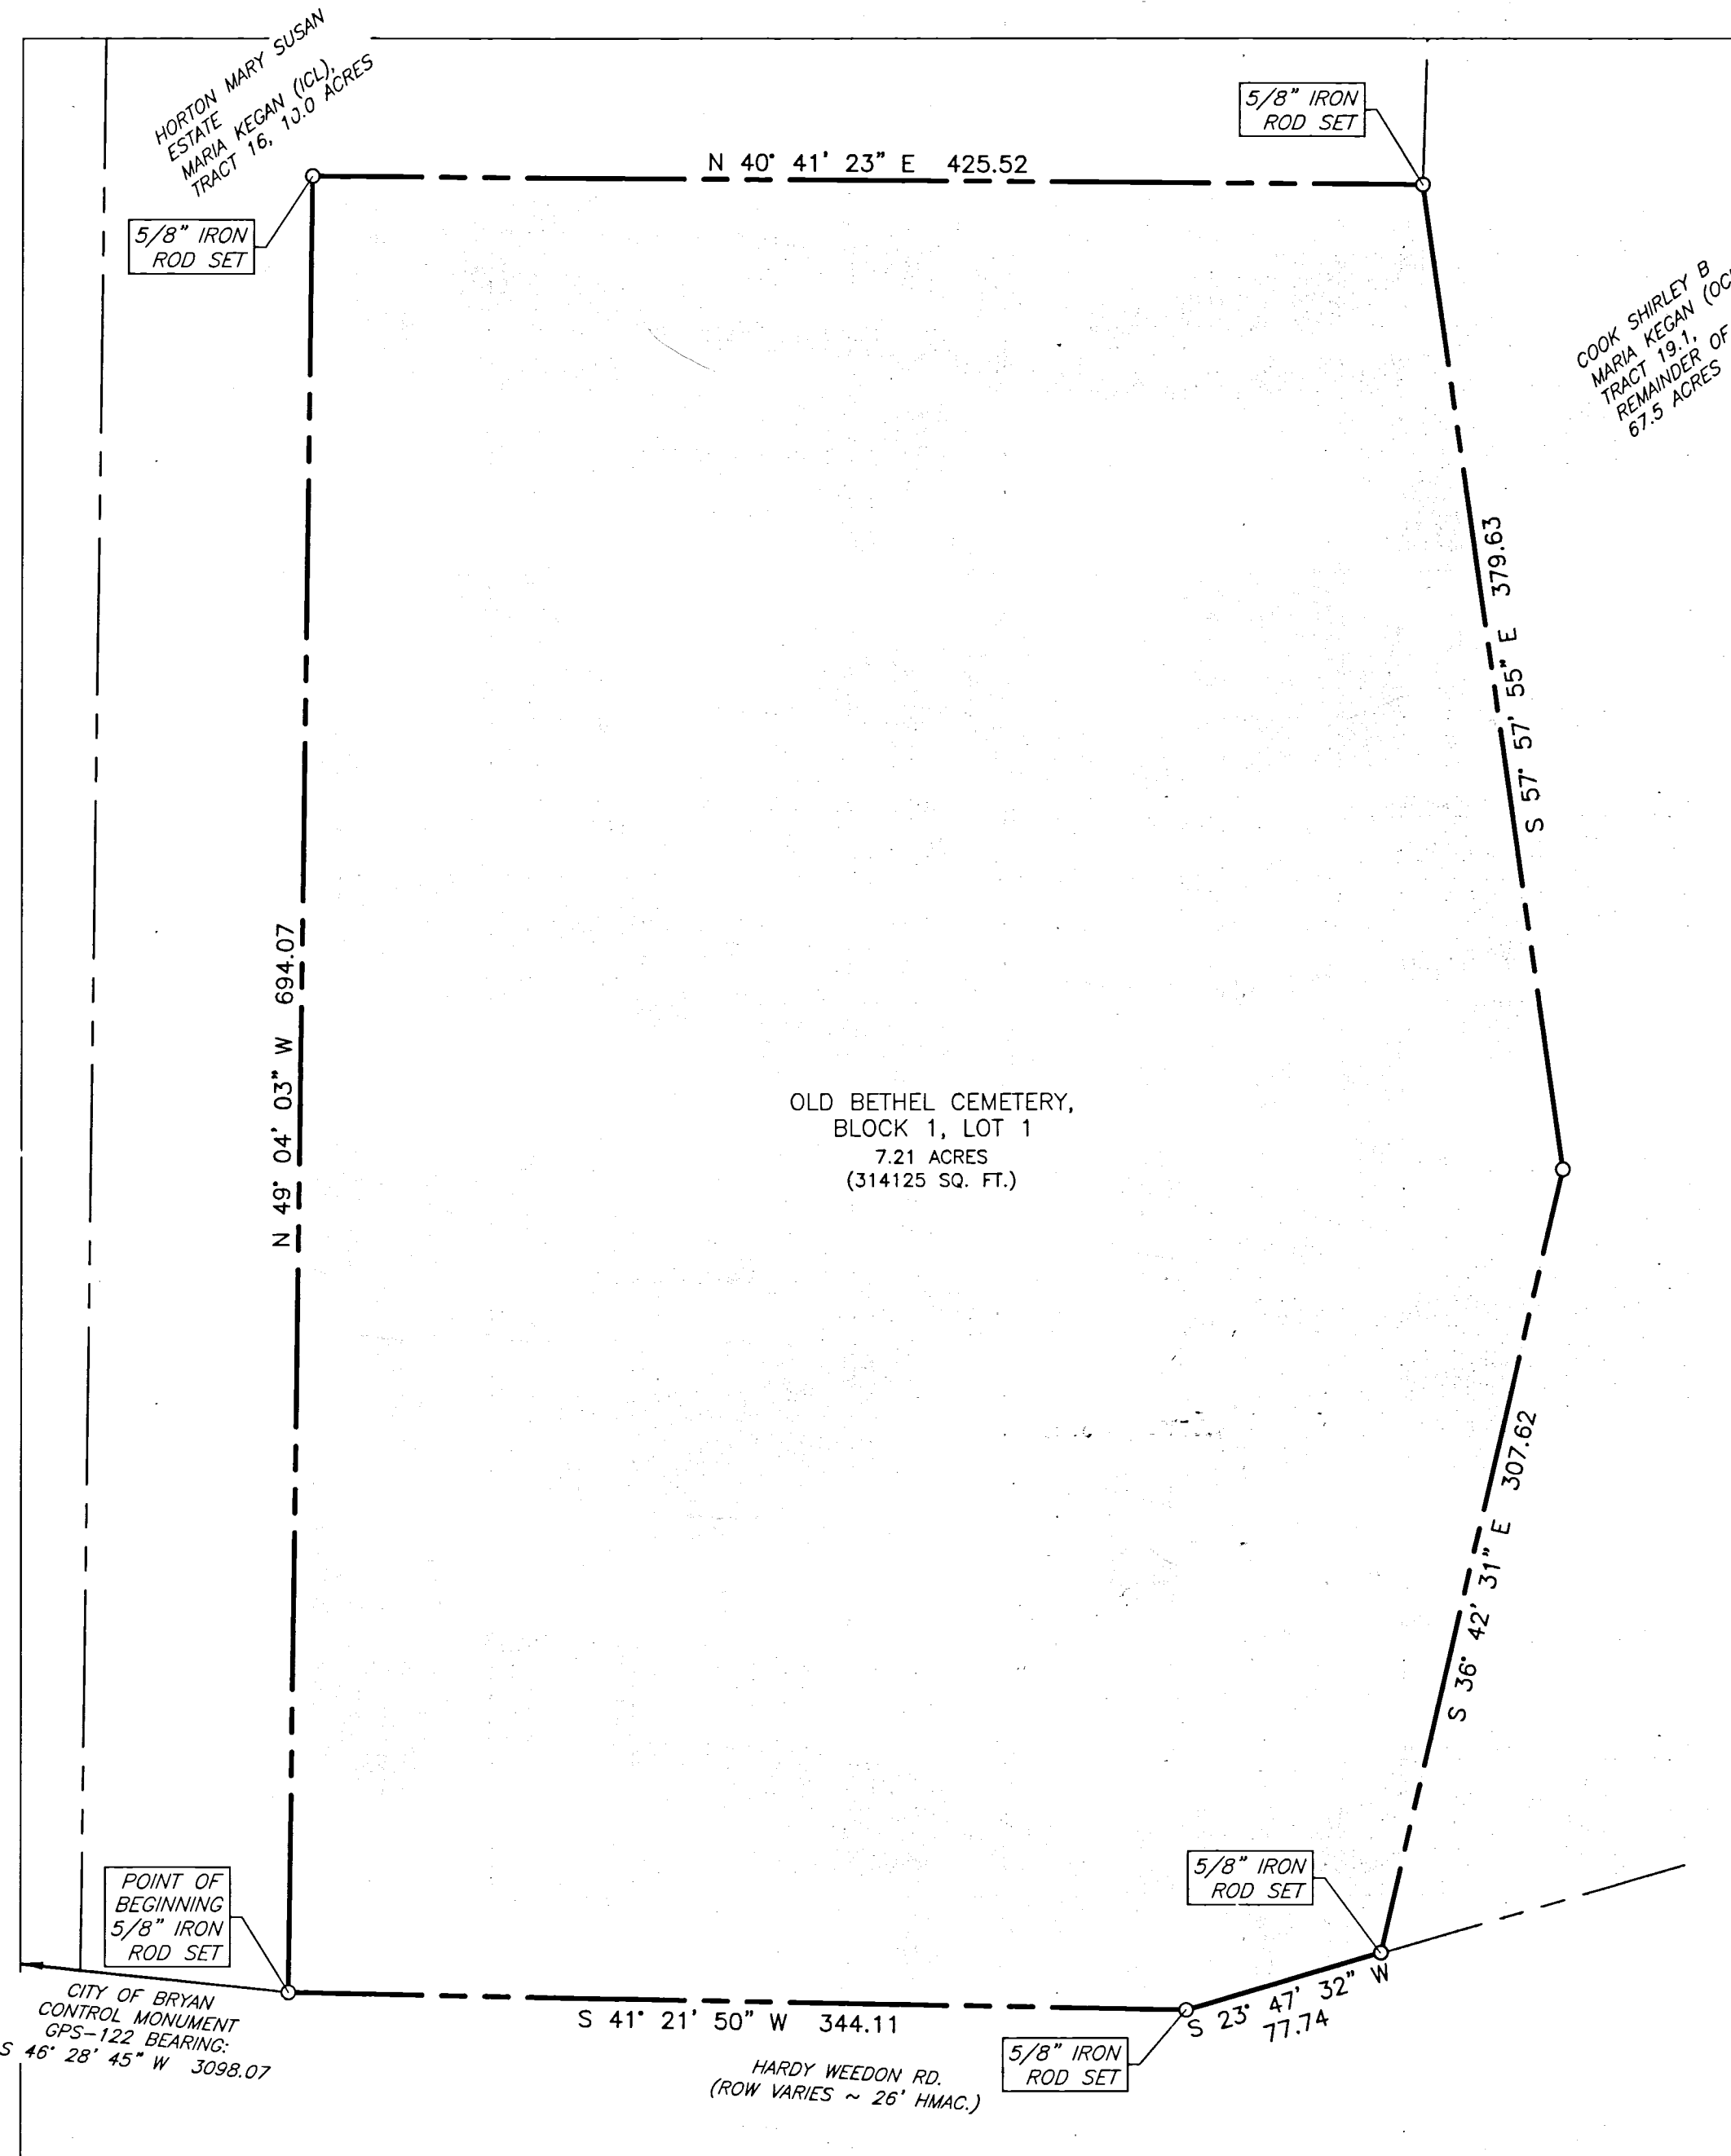 HORTON MARY SUSAN
ESTATE
MARIA KEGAN (ICL),
TRACT 16, 10.0 ACRES
5/8" IRON
ROD SET
N 40° 41' 23" E 425.52
5/8" IRON
ROD SET
COOK SHIRLEY B
MARIA KEGAN
TRACT 19.1,
REMAINDER OF
67.5 ACRES
S 57° 57' 55" E 379.63
N 49° 04' 03" W 694.07
OLD BETHEL CEMETERY,
BLOCK 1, LOT 1
7.21 ACRES
(314125 SQ. FT.)
S 36° 42' 31" E 307.62
5/8" IRON
ROD SET
POINT OF
BEGINNING
5/8" IRON
ROD SET
CITY OF BRYAN
CONTROL MONUMENT
GPS-122 BEARING:
S 46° 28' 45" W 3098.07
S 41° 21' 50" W 344.11
S 23° 47' 32" W
77.74
5/8" IRON
ROD SET
HARDY WEEDON RD.
(ROW VARIES ~ 26' HMAC.)